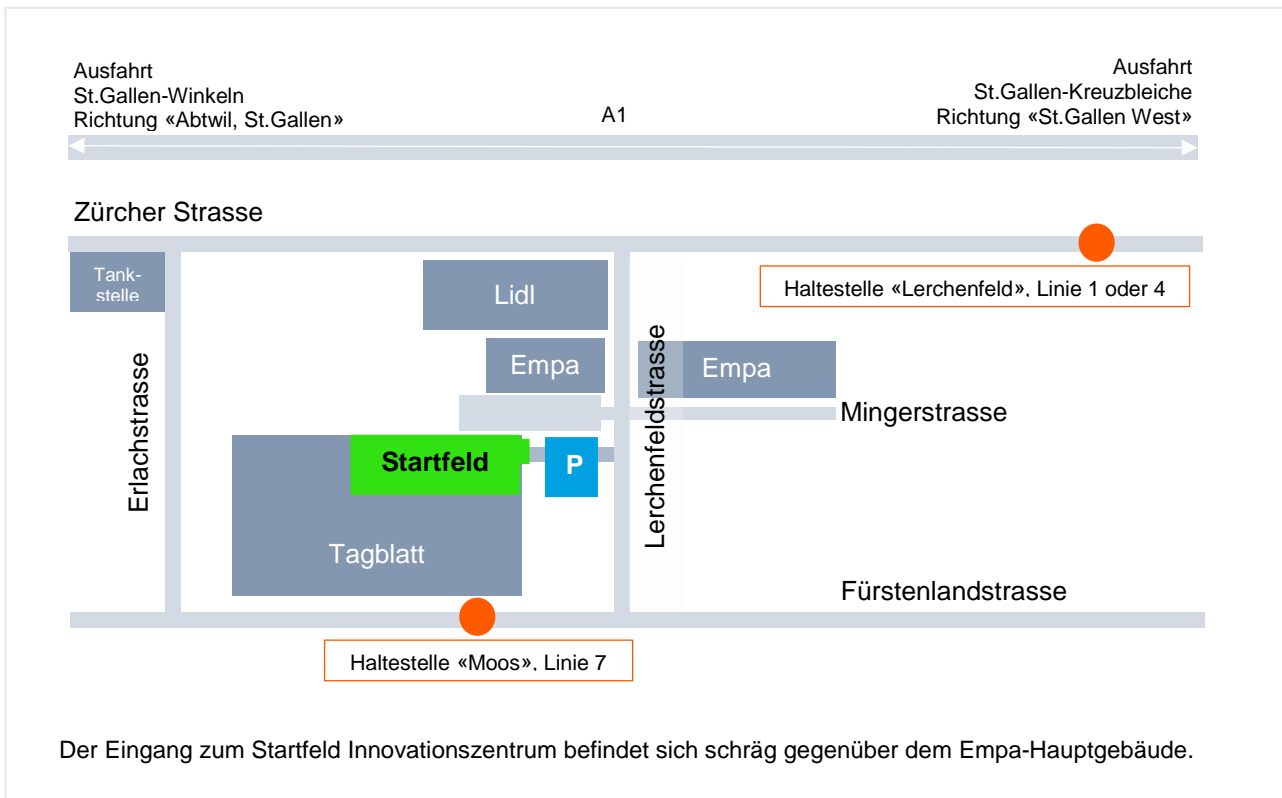 Ausfahrt
St.Gallen-Winkeln
Richtung «Abtwil, St.Gallen»
A1
Ausfahrt
St.Gallen-Kreuzbleiche
Richtung «St.Gallen West»
Zürcher Strasse
Tank-
stelle
Lidl
Haltestelle «Lerchenfeld», Linie 1 oder 4
Erlachstrasse
Empa
Lerchenfeldstrasse
Empa
Mingerstrasse
Startfeld
P
Tagblatt
Fürstenlandstrasse
Haltestelle «Moos», Linie 7
Der Eingang zum Startfeld Innovationszentrum befindet sich schräg gegenüber dem Empa-Hauptgebäude.